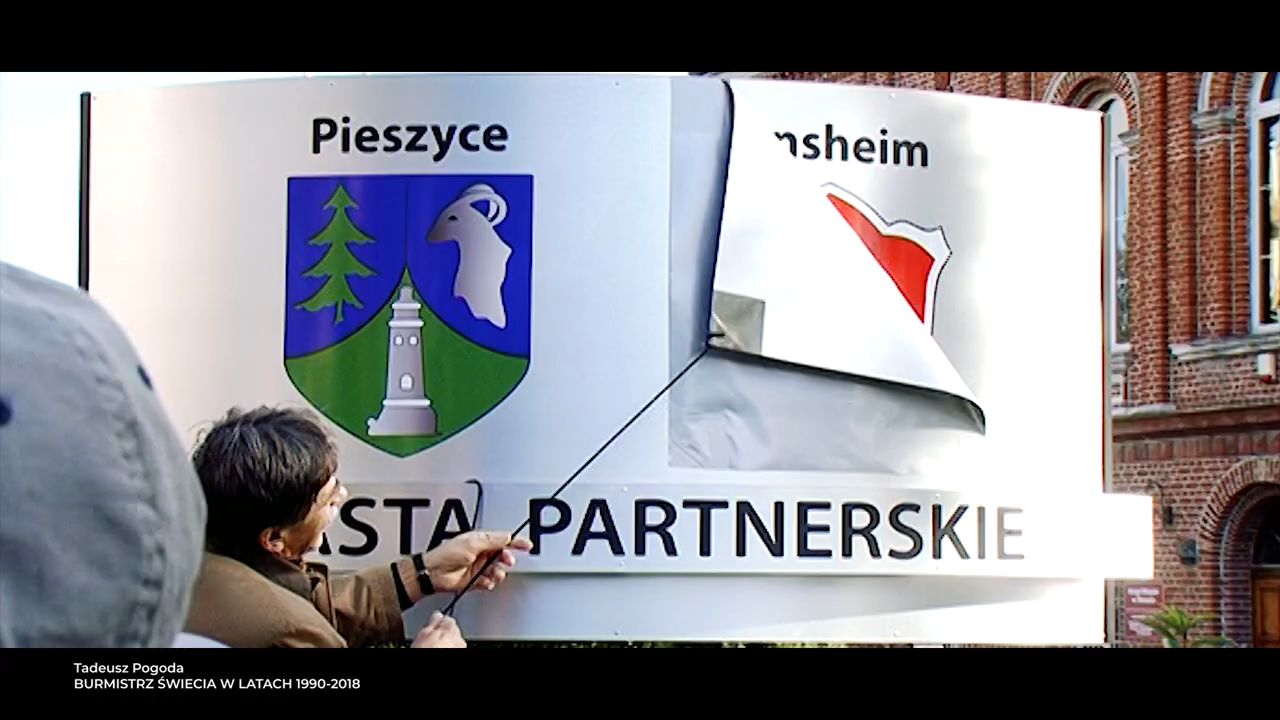 Pieszyce
nsheim
ASTA PARTNERSKIE
Tadeusz Pogoda
BURMISTRZ ŚWIECIA W LATACH 1990-2018